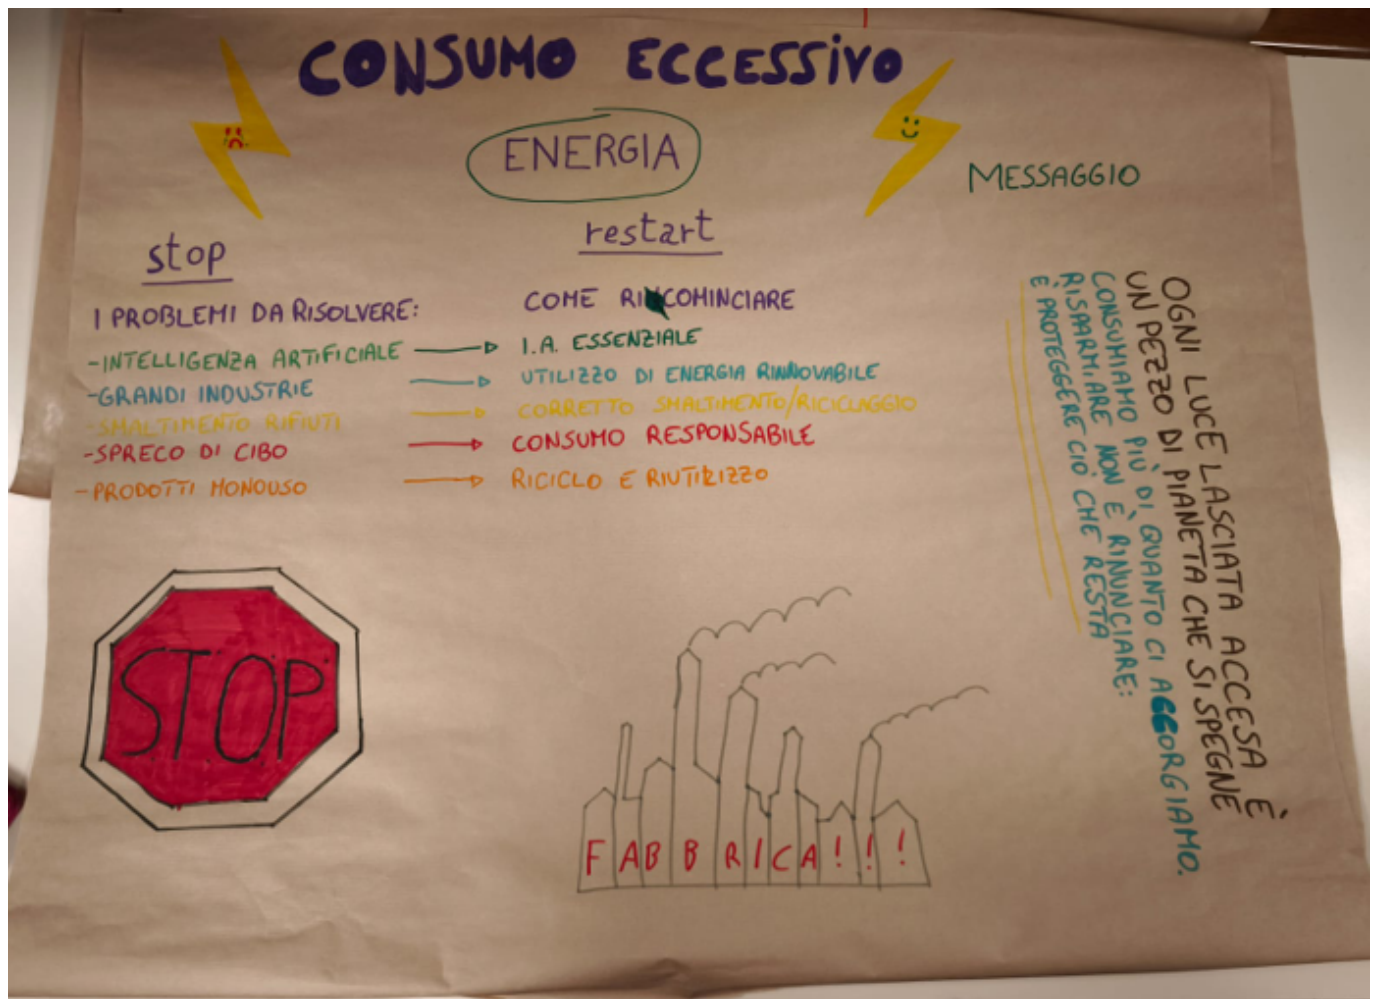 CONSUMO ECCESSIVO
ENERGIA
stop
I PROBLEMI DA RISOLVERE:
-INTELLIGENZA ARTIFICIALE
-GRANDI INDUSTRIE
-SMALTIMENTO RIFIUTI
-SPRECO DI CIBO
-PRODOTTI MONOUSO
restart
COME RINCOMINCIARE
I.A. ESSENZIALE
UTILIZZO DI ENERGIA RINNOVABILE
CORRETTO SMALTIMENTO/RICICLAGGIO
CONSUMO RESPONSABILE
RICICLO E RIUTILIZZO
MESSAGGIO
OGNI LUCE LASCIATA ACCESA È
UN PEZZO DI PIANETA CHE SI SPEGNE
CONSUMIAMO PIÙ DI QUANTO CI AGGORGIAMO.
RISPARMIARE NON È RINUNCIARE:
È PROTEGGERE CIÒ CHE RESTA
STOP
FABBRICA!!!